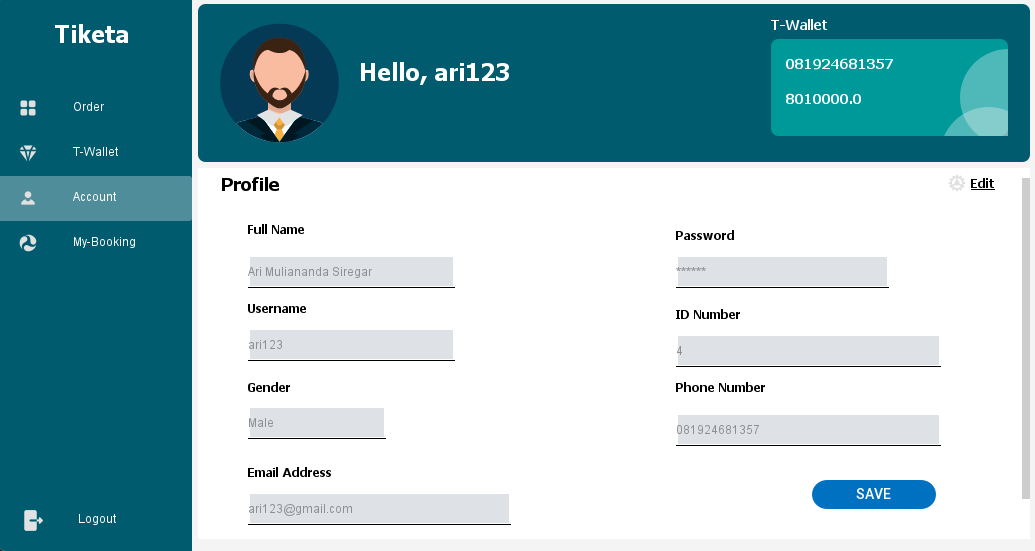 Tiketa
Order
T-Wallet
Account
My-Booking
Logout
Hello, ari123
T-Wallet
081924681357
8010000.0
Profile
Edit
Full Name
Ari Muliananda Siregar
Username
ari123
Gender
Male
Email Address
ari123@gmail.com
Password
******
ID Number
4
Phone Number
081924681357
SAVE